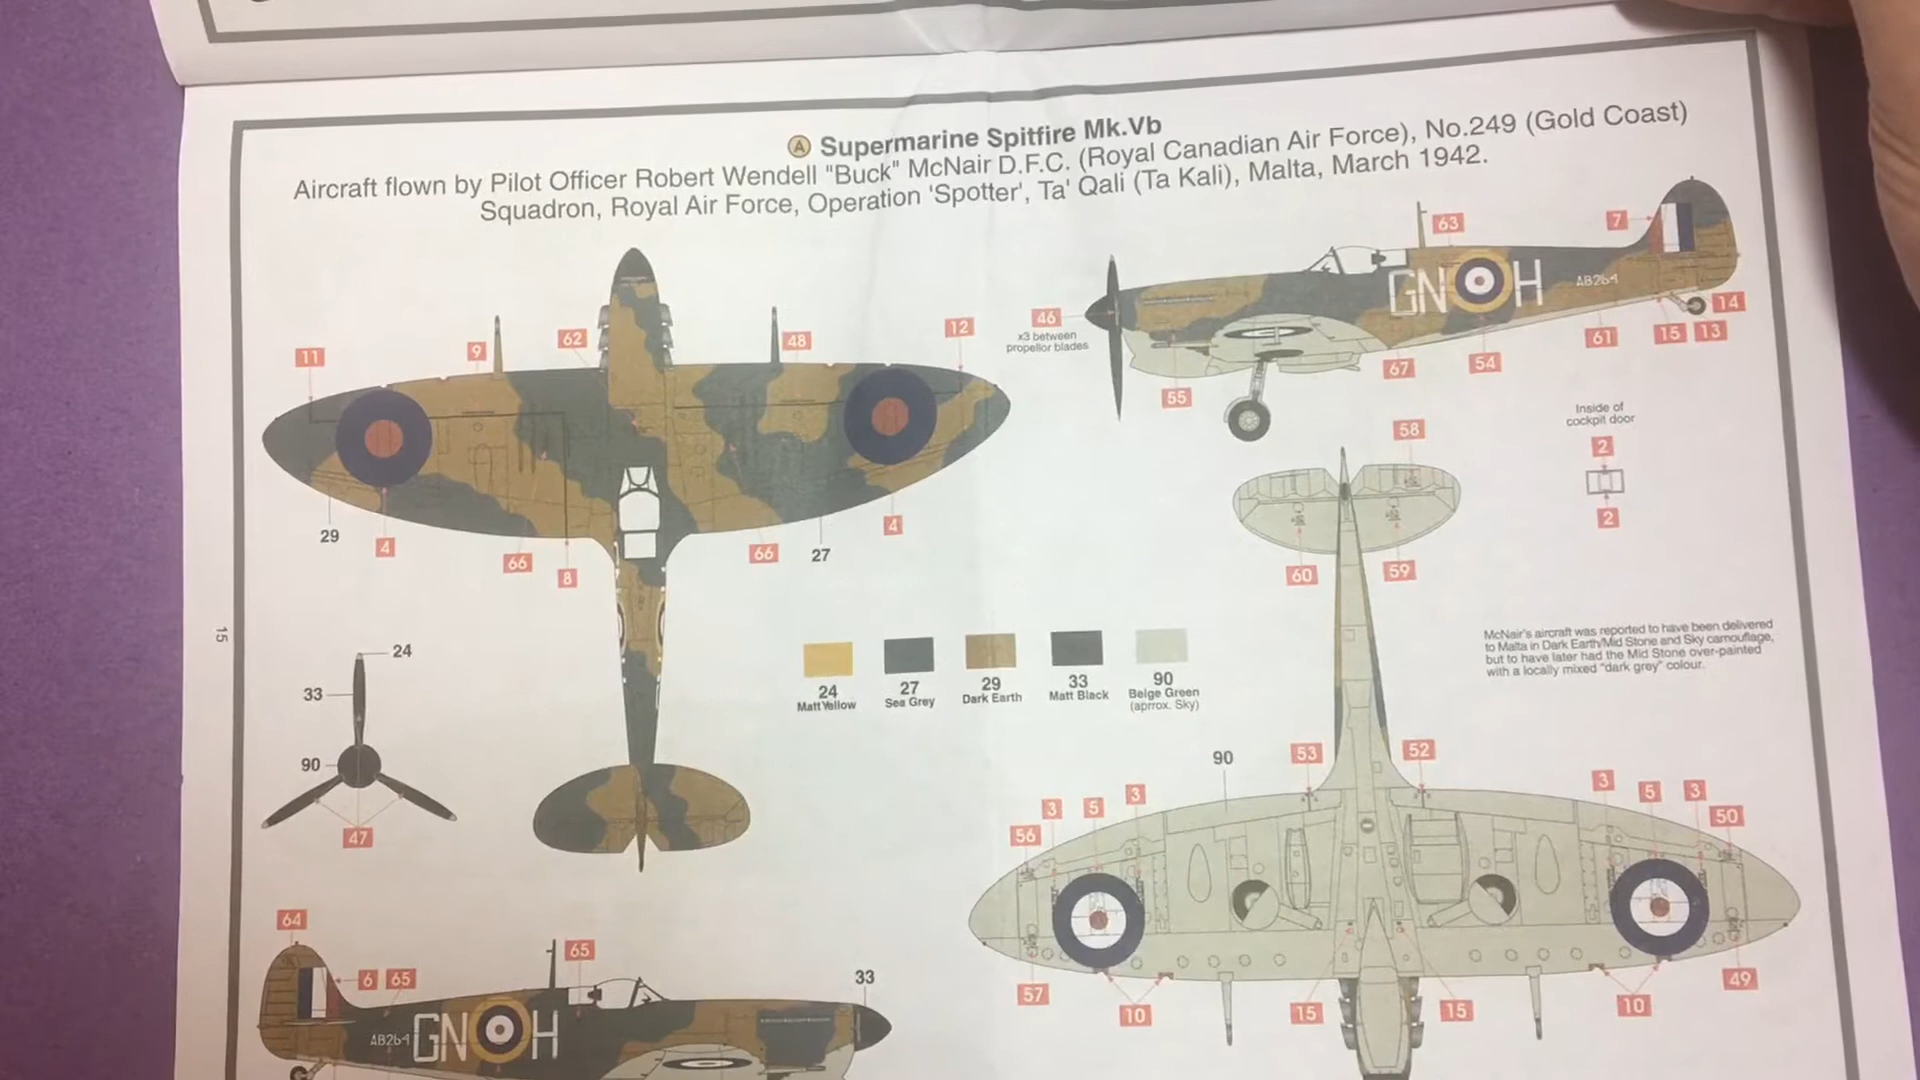 A Supermarine Spitfire Mk.Vb
Aircraft flown by Pilot Officer Robert Wendell "Buck" McNair D.F.C. (Royal Canadian Air Force), No.249 (Gold Coast)
Squadron, Royal Air Force, Operation 'Spotter', Ta' Qali (Ta Kali), Malta, March 1942.
63
7
GN H
AB264
46
x3 between
propellor blades
14
15
13
61
67
54
55
11
9
62
48
12
29
4
66
8
66
27
4
Inside of
cockpit door
2
2
58
60
59
15
24
33
90
47
24
Matt Yellow
27
Sea Grey
29
Dark Earth
33
Matt Black
90
Beige Green
(aprrox. Sky)
McNair's aircraft was reported to have been delivered
to Malta in Dark Earth/Mid Stone and Sky camouflage,
but to have later had the Mid Stone over-painted
with a locally mixed "dark grey" colour.
90
53
52
56
3
5
3
3
5
3
50
57
10
15
15
10
49
64
6
65
65
33
AB264
GN H